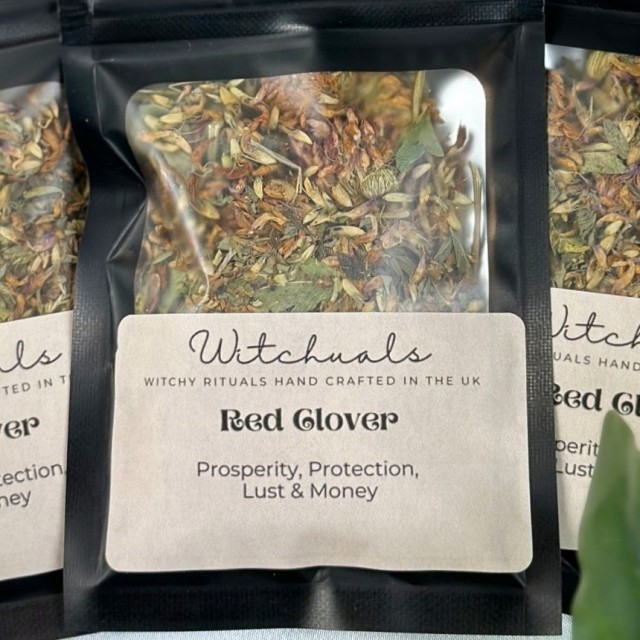 Witchuals
WITCHY RITUALS HAND CRAFTED IN THE UK
Red Clover
Prosperity, Protection,
Lust & Money